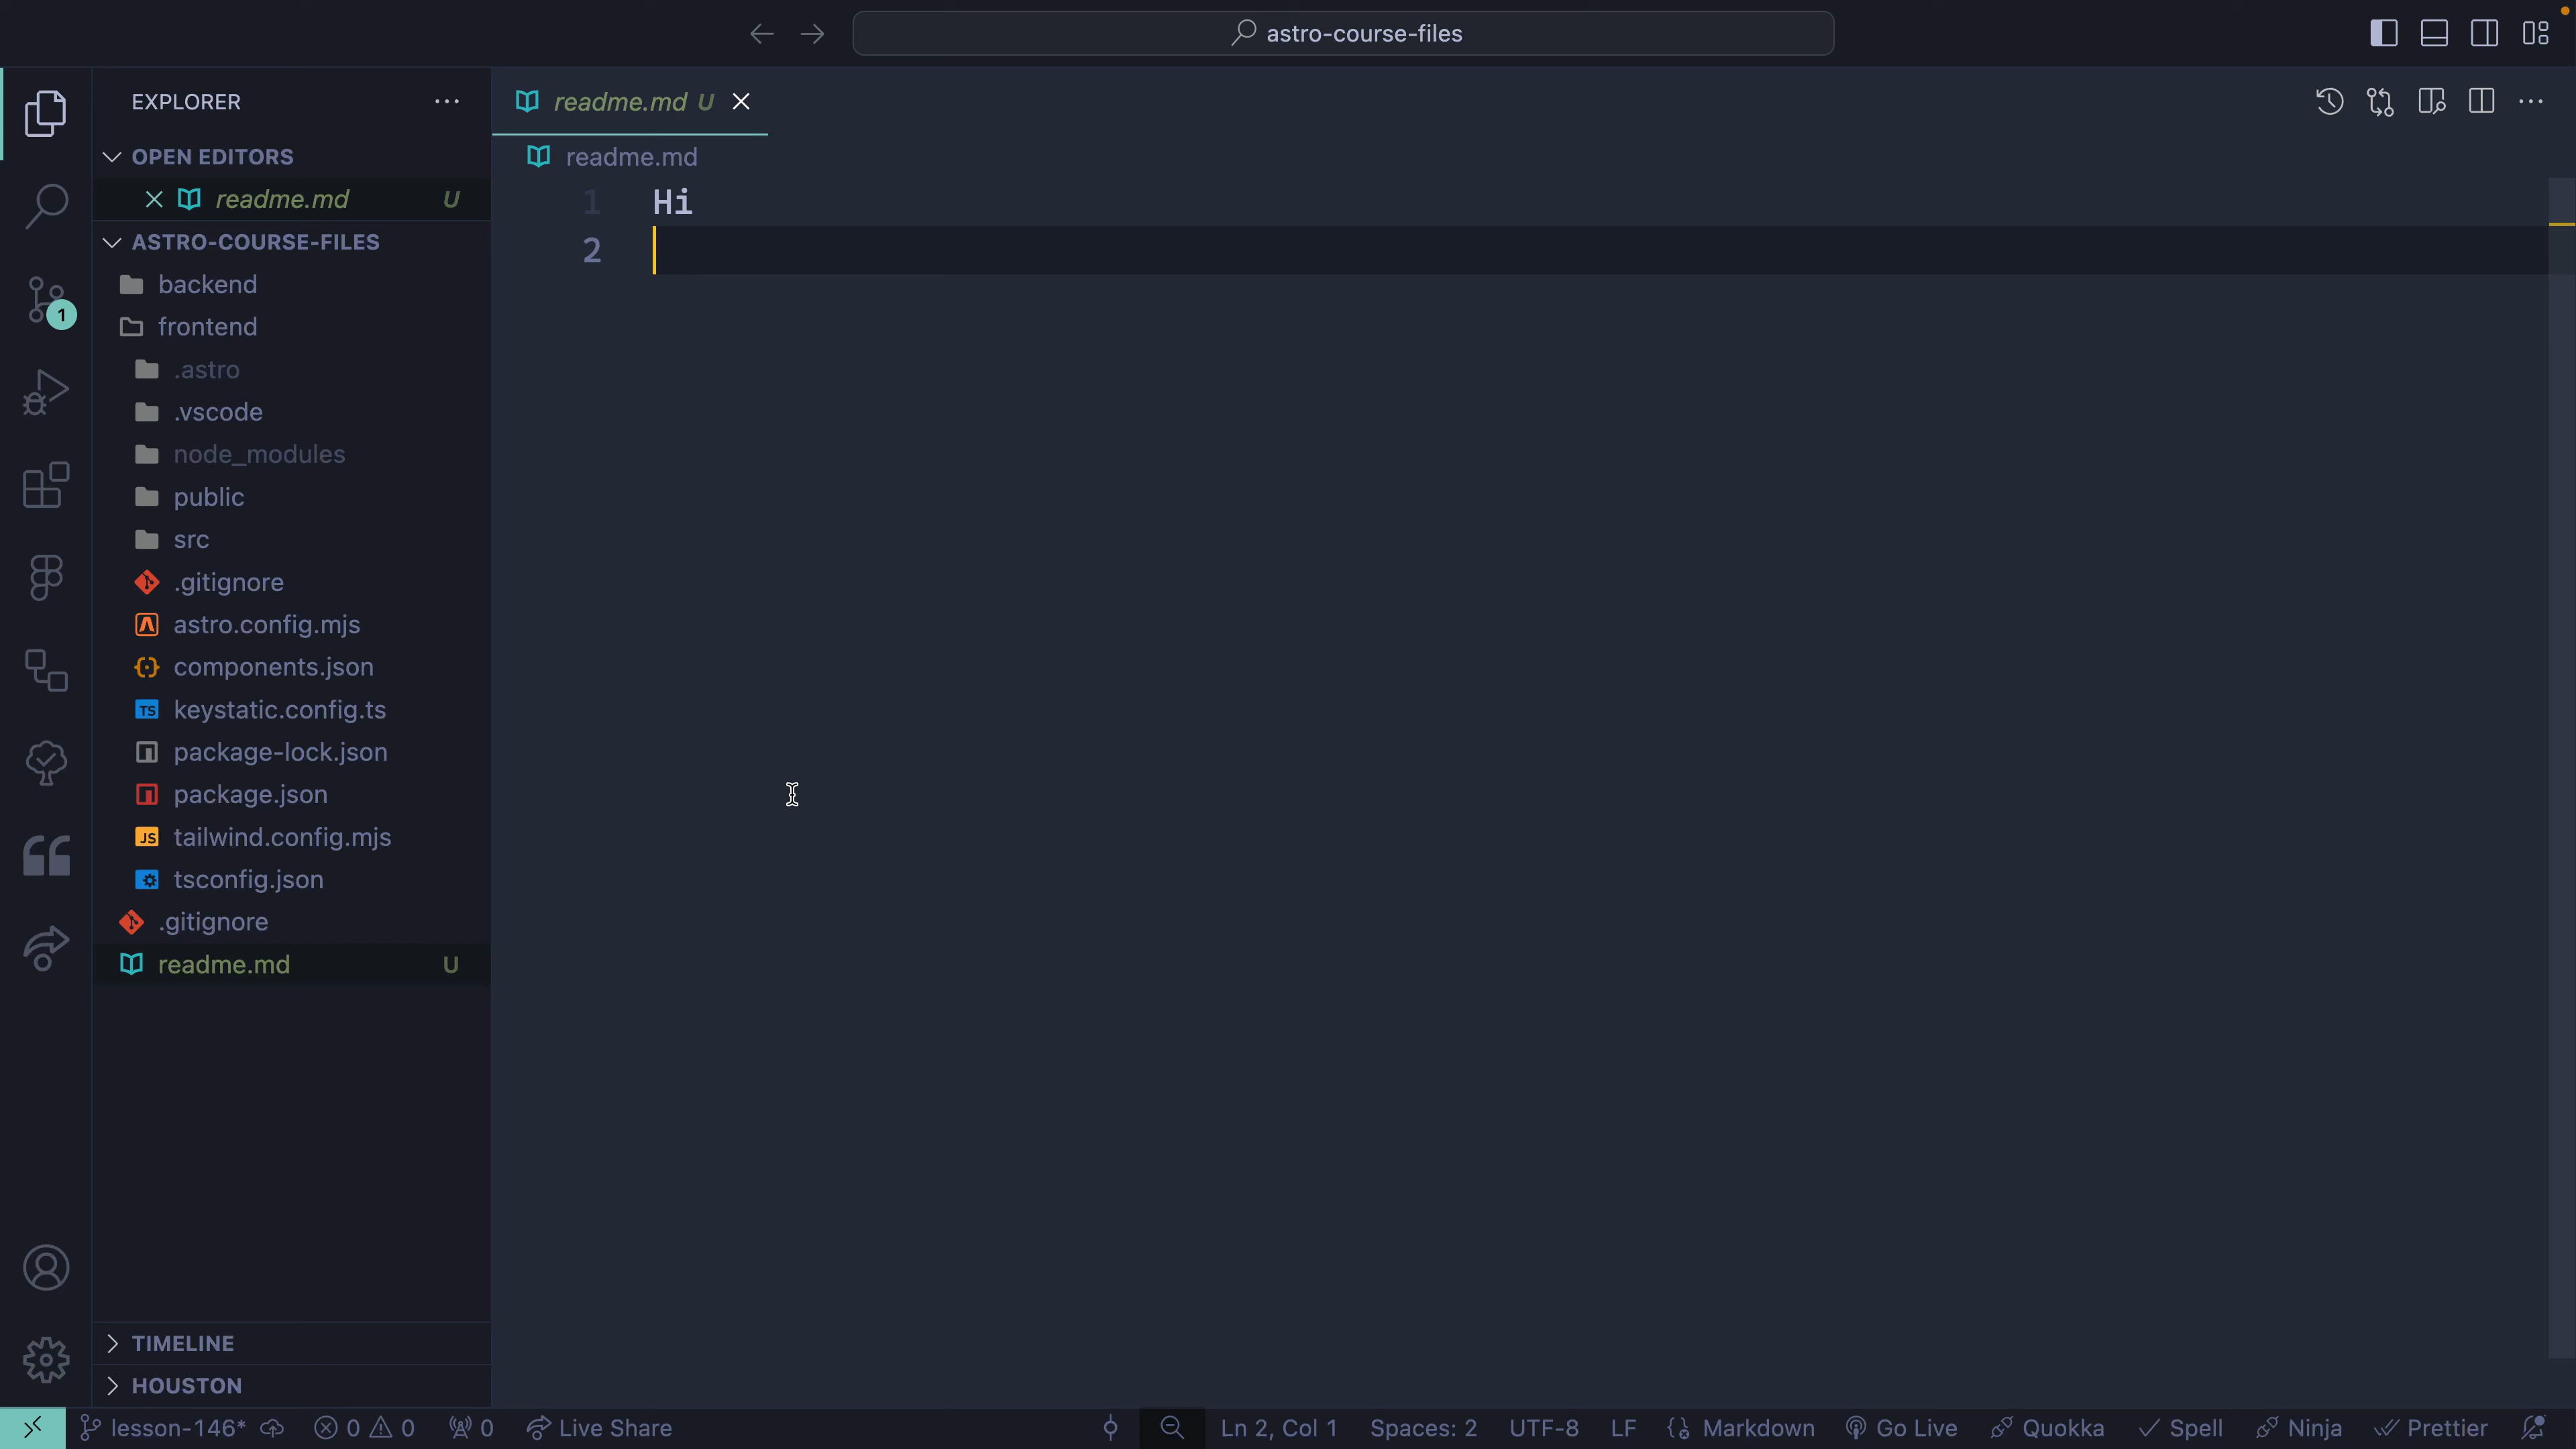 astro-course-files
EXPLORER
OPEN EDITORS
readme.md U
ASTRO-COURSE-FILES
backend
frontend
.astro
.vscode
node_modules
public
src
.gitignore
astro.config.mjs
components.json
TS keystatic.config.ts
package-lock.json
package.json
JS tailwind.config.mjs
tsconfig.json
.gitignore
readme.md U
TIMELINE
HOUSTON
1
readme.md U
readme.md
1 Hi
2
lesson-146* 0 0 0 Live Share Ln 2, Col 1 Spaces: 2 UTF-8 LF Markdown Go Live Quokka Spell Ninja Prettier